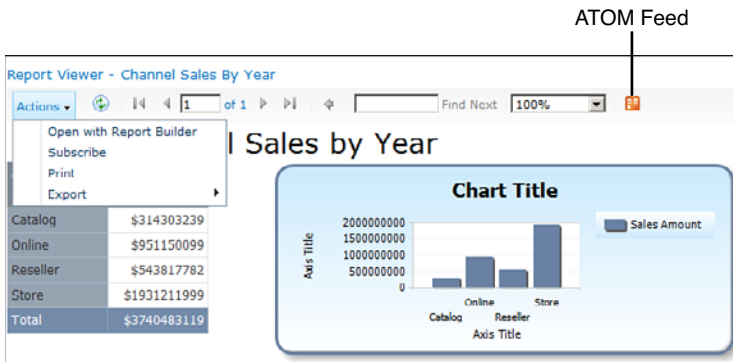 ATOM Feed
Report Viewer - Channel Sales By Year
Actions
1 of 1
Find Next
100%
Open with Report Builder
Subscribe
Print
Export
l Sales by Year
Catalog $314303239
Online $951150099
Reseller $543817782
Store $1931211999
Total $3740483119
Chart Title
Axis Title
2000000000
1500000000
1000000000
500000000
0
Online Store
Catalog Reseller
Axis Title
Sales Amount